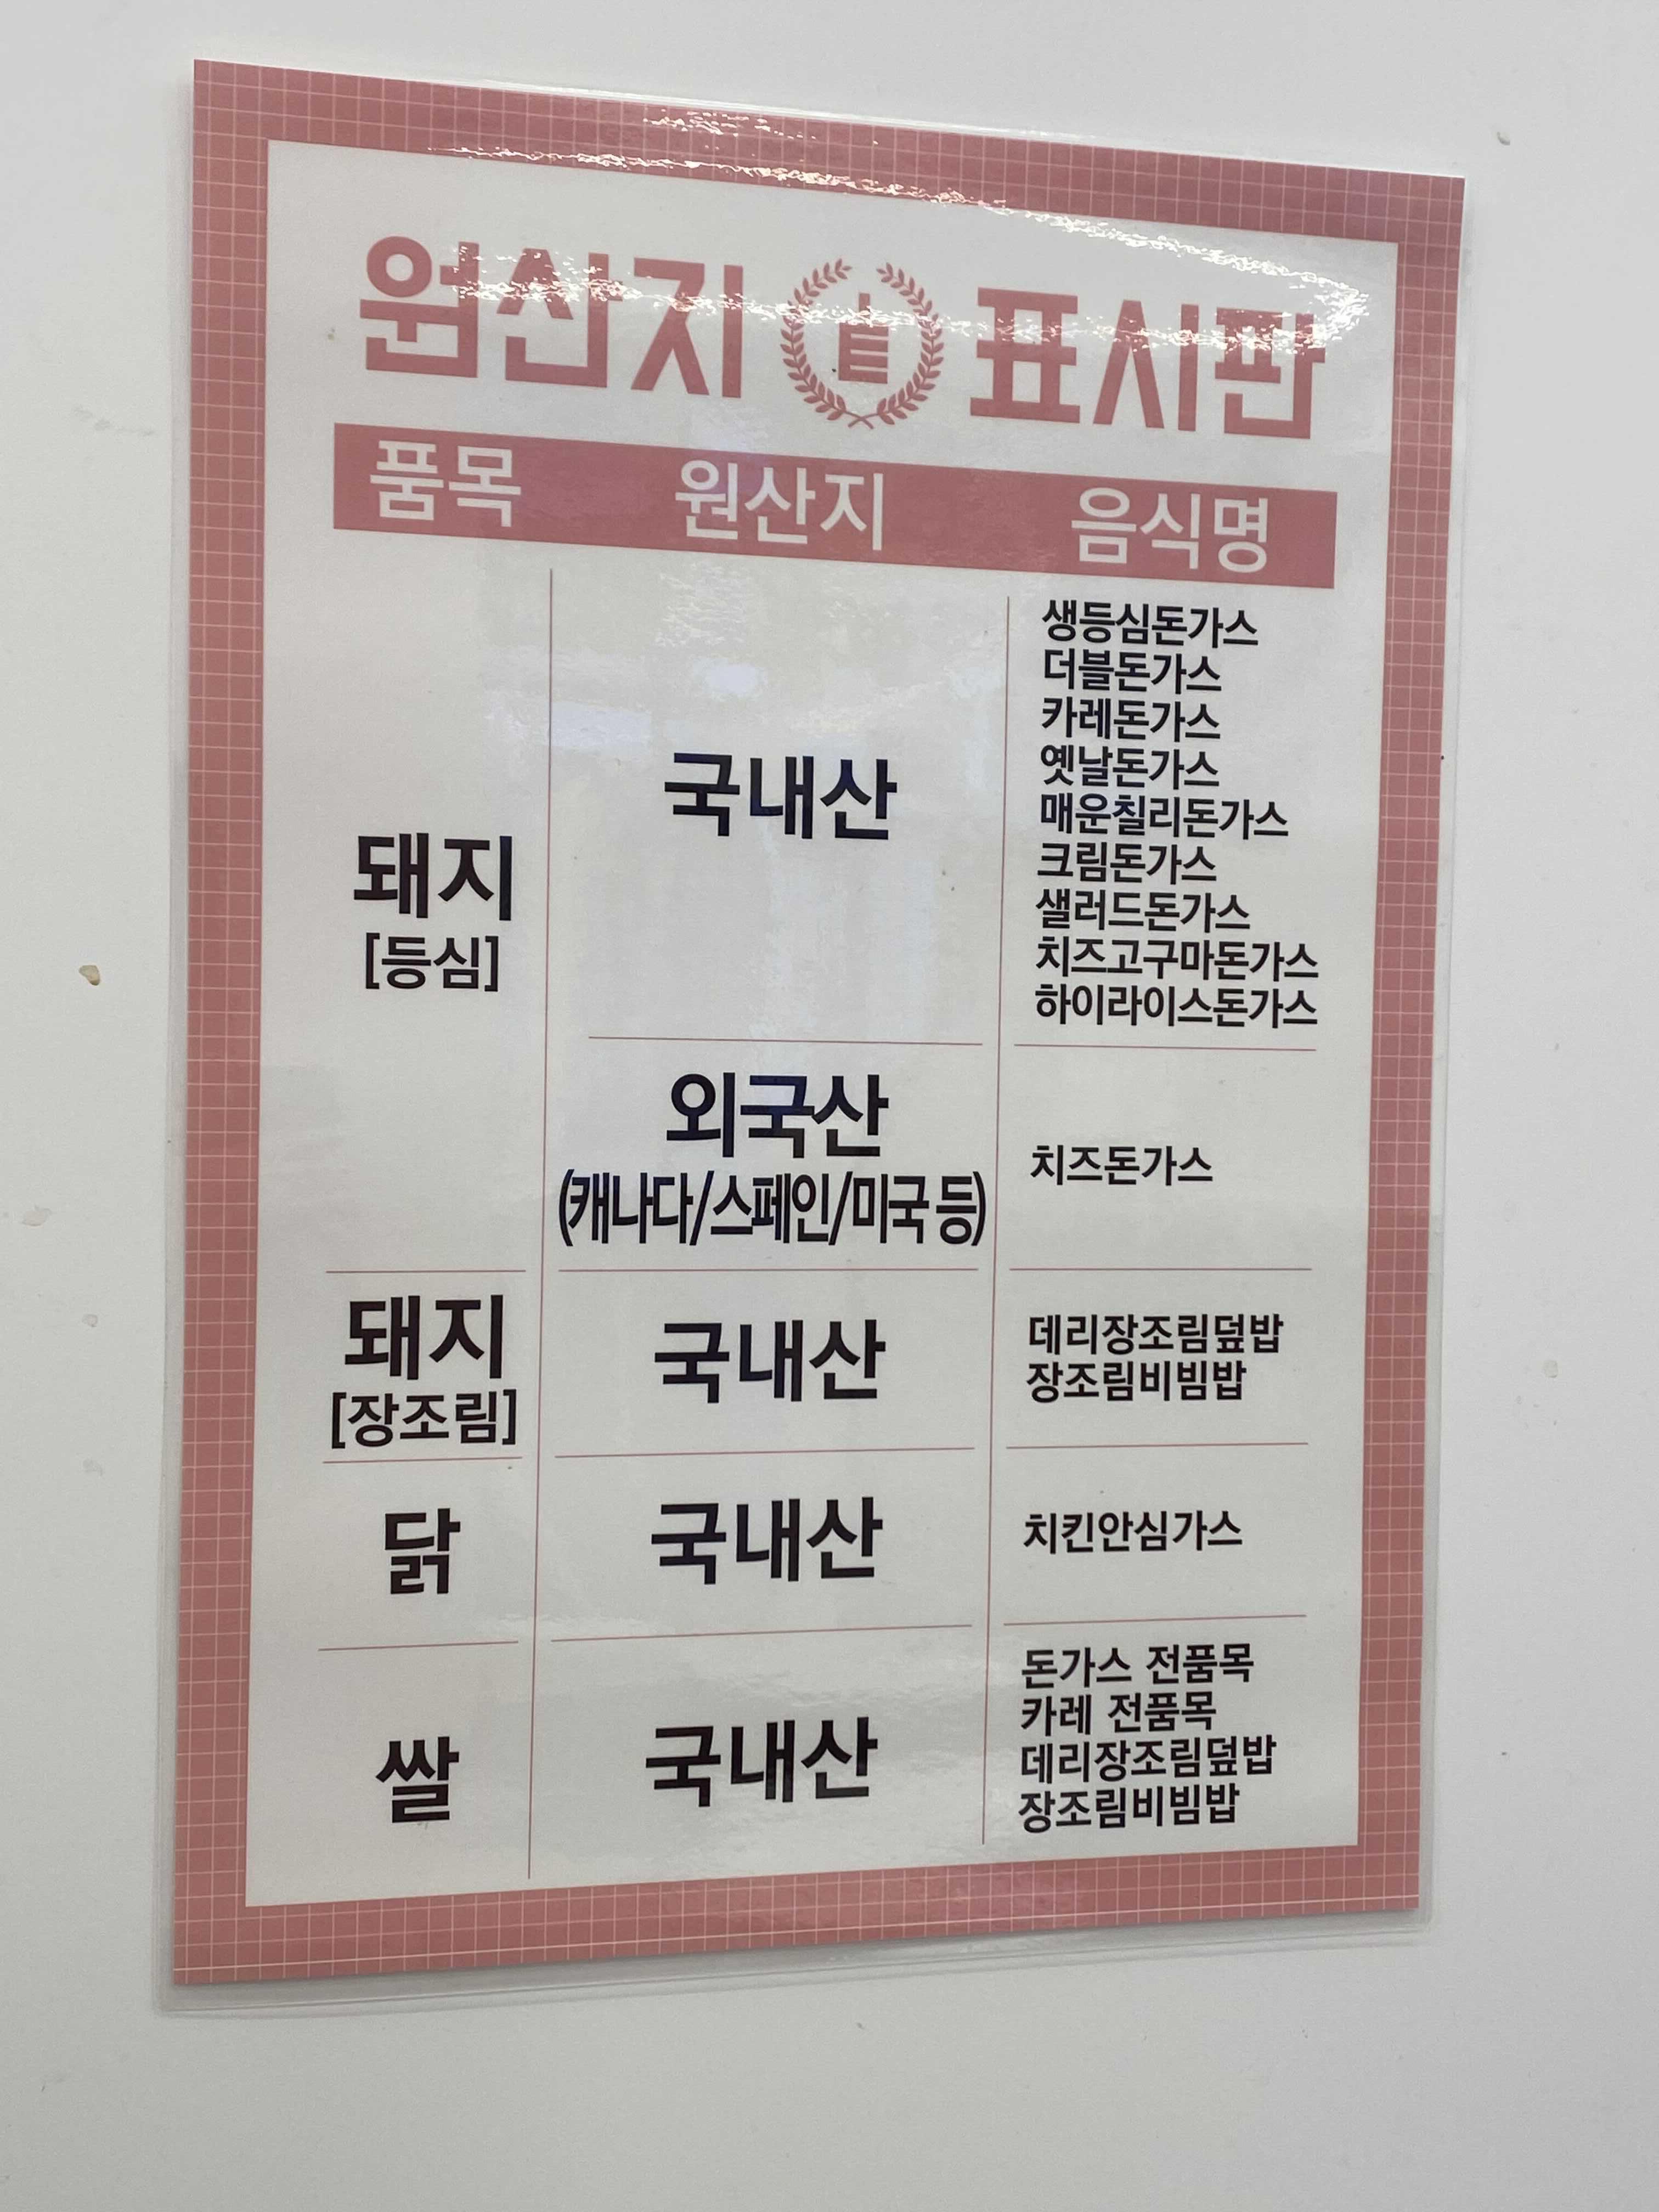 원산지 표시판
품목 원산지 음식명
돼지
[등심]
국내산
생등심돈가스
더블돈가스
카레돈가스
옛날돈가스
매운칠리돈가스
크림돈가스
샐러드돈가스
치즈고구마돈가스
하이라이스돈가스
외국산
(캐나다/스페인/미국 등)
치즈돈가스
돼지
[장조림]
국내산
데리장조림덮밥
장조림비빔밥
닭
국내산
치킨안심가스
쌀
국내산
돈가스 전품목
카레 전품목
데리장조림덮밥
장조림비빔밥